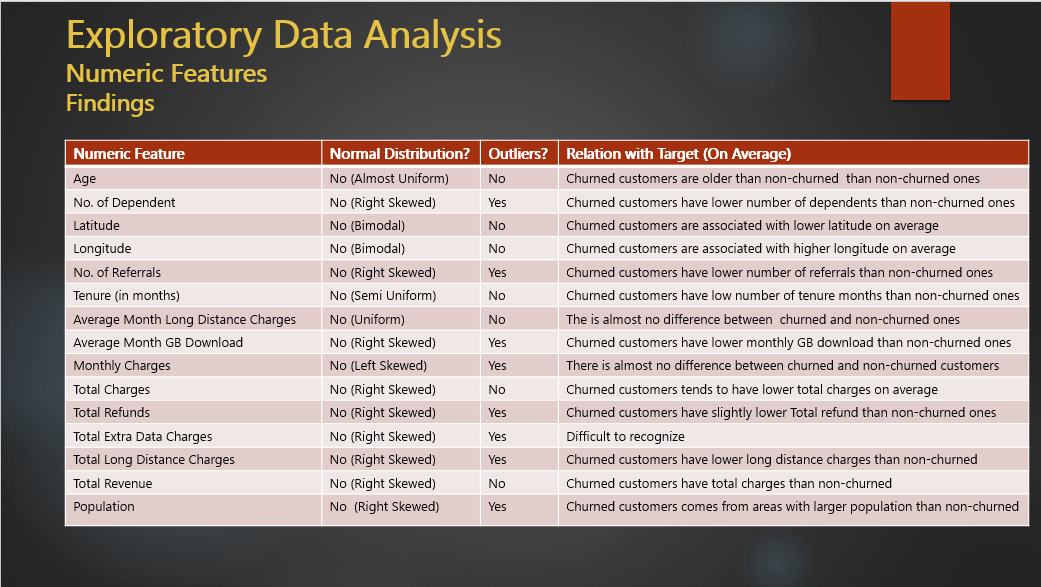 Exploratory Data Analysis
Numeric Features
Findings
Numeric Feature Normal Distribution? Outliers? Relation with Target (On Average)
Age No (Almost Uniform) No Churned customers are older than non-churned than non-churned ones
No. of Dependent No (Right Skewed) Yes Churned customers have lower number of dependents than non-churned ones
Latitude No (Bimodal) No Churned customers are associated with lower latitude on average
Longitude No (Bimodal) No Churned customers are associated with higher longitude on average
No. of Referrals No (Right Skewed) Yes Churned customers have lower number of referrals than non-churned ones
Tenure (in months) No (Semi Uniform) No Churned customers have low number of tenure months than non-churned ones
Average Month Long Distance Charges No (Uniform) No The is almost no difference between churned and non-churned ones
Average Month GB Download No (Right Skewed) Yes Churned customers have lower monthly GB download than non-churned ones
Monthly Charges No (Left Skewed) Yes There is almost no difference between churned and non-churned customers
Total Charges No (Right Skewed) No Churned customers tends to have lower total charges on average
Total Refunds No (Right Skewed) Yes Churned customers have slightly lower Total refund than non-churned ones
Total Extra Data Charges No (Right Skewed) Yes Difficult to recognize
Total Long Distance Charges No (Right Skewed) Yes Churned customers have lower long distance charges than non-churned
Total Revenue No (Right Skewed) No Churned customers have total charges than non-churned
Population No (Right Skewed) Yes Churned customers comes from areas with larger population than non-churned